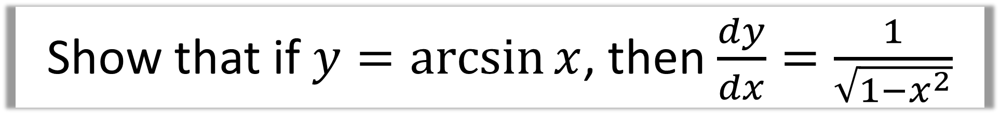 Show that if y = arcsin x, then dy/dx = 1/√(1−x²)